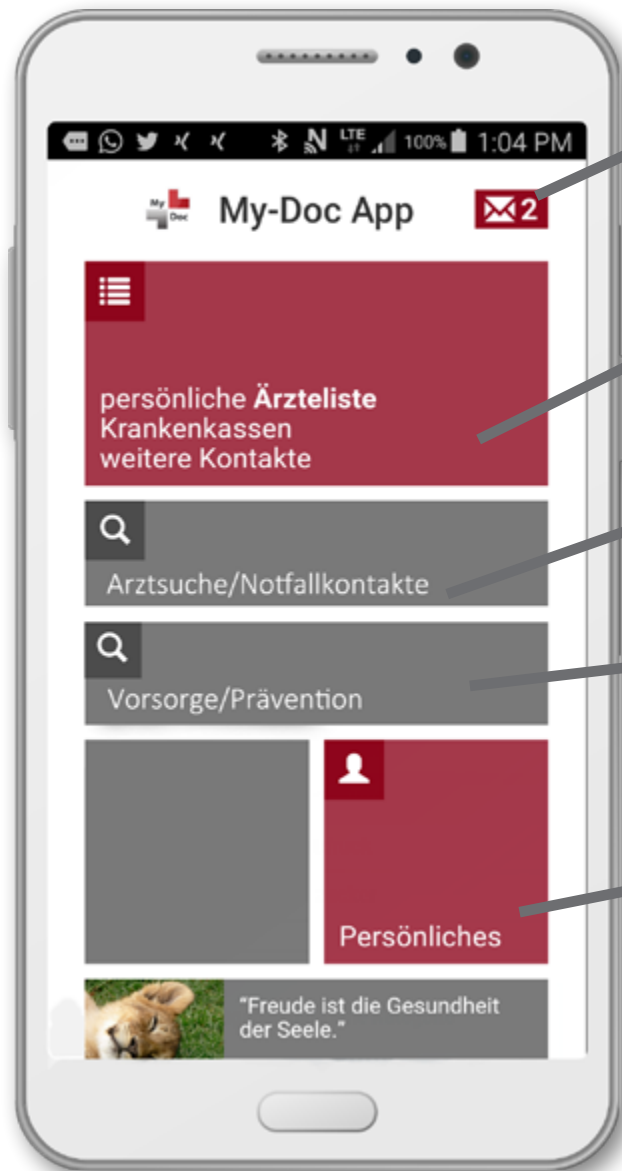 LTE 100% 1:04 PM
My Doc
My-Doc App
2
persönliche Ärzteliste
Krankenkassen
weitere Kontakte
Arztsuche/Notfallkontakte
Vorsorge/Prävention
Persönliches
"Freude ist die Gesundheit
der Seele."